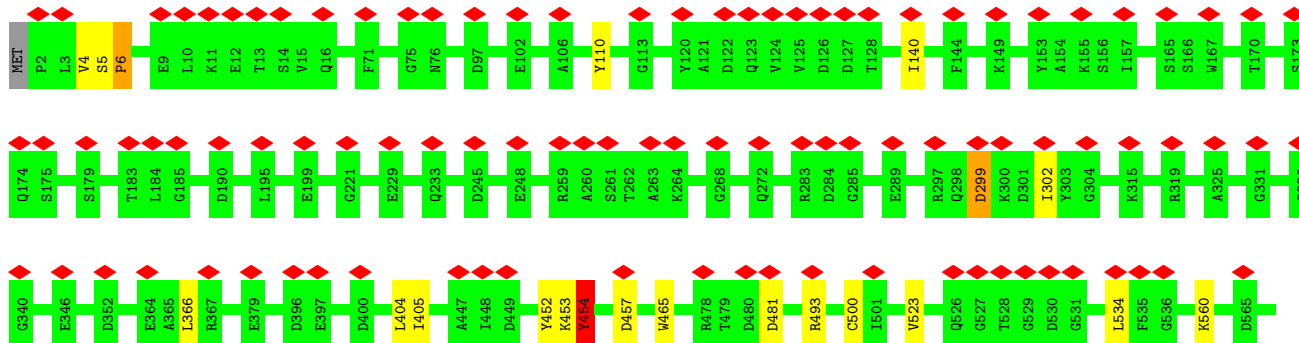 MET P2 L3 V4 S5 P6 E9 L10 K11 E12 T13 S14 V15 Q16 F71 G75 N76 D97 E102 A106 Y110 G113 Y120 A121 D122 Q123 V124 V125 D126 D127 T128 I140 F144 K149 Y153 A154 K155 S156 I157 S165 S166 W167 T170 S173
Q174 S175 S179 T183 L184 G185 D190 L195 E199 G221 E229 Q233 D245 E248 R259 A260 S261 T262 A263 K264 G268 Q272 R283 D284 G285 E289 R297 Q298 D299 K300 D301 I302 Y303 G304 K315 R319 A325 G331
G340 E346 D352 E364 A365 L366 R367 E379 D396 E397 D400 L404 I405 A447 I448 D449 Y452 K453 Y454 D457 W465 R478 T479 D480 D481 R493 C500 I501 V523 Q526 G527 T528 G529 D530 G531 L534 F535 G536 K560 D565